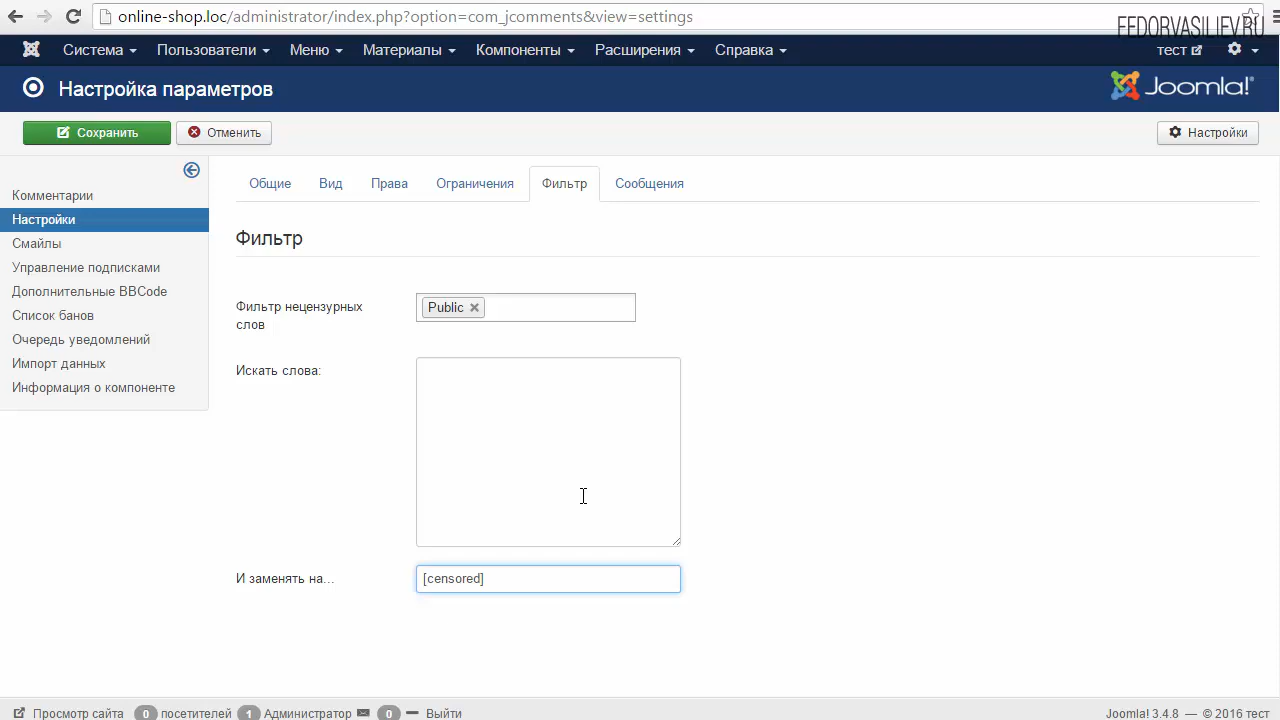 online-shop.loc/administrator/index.php?option=com_jcomments&view=settings
FEDORVASILIEV.RU
Система Пользователи Меню Материалы Компоненты Расширения Справка тест
Настройка параметров Joomla!®
Сохранить Отменить Настройки
Комментарии
Настройки
Смайлы
Управление подписками
Дополнительные BBCode
Список банов
Очередь уведомлений
Импорт данных
Информация о компоненте
Общие Вид Права Ограничения Фильтр Сообщения
Фильтр
Фильтр нецензурных
слов
Public
Искать слова:
И заменять на...
[censored]
Просмотр сайта 0 посетителей 1 Администратор 0 Выйти Joomla! 3.4.8 — © 2016 тест